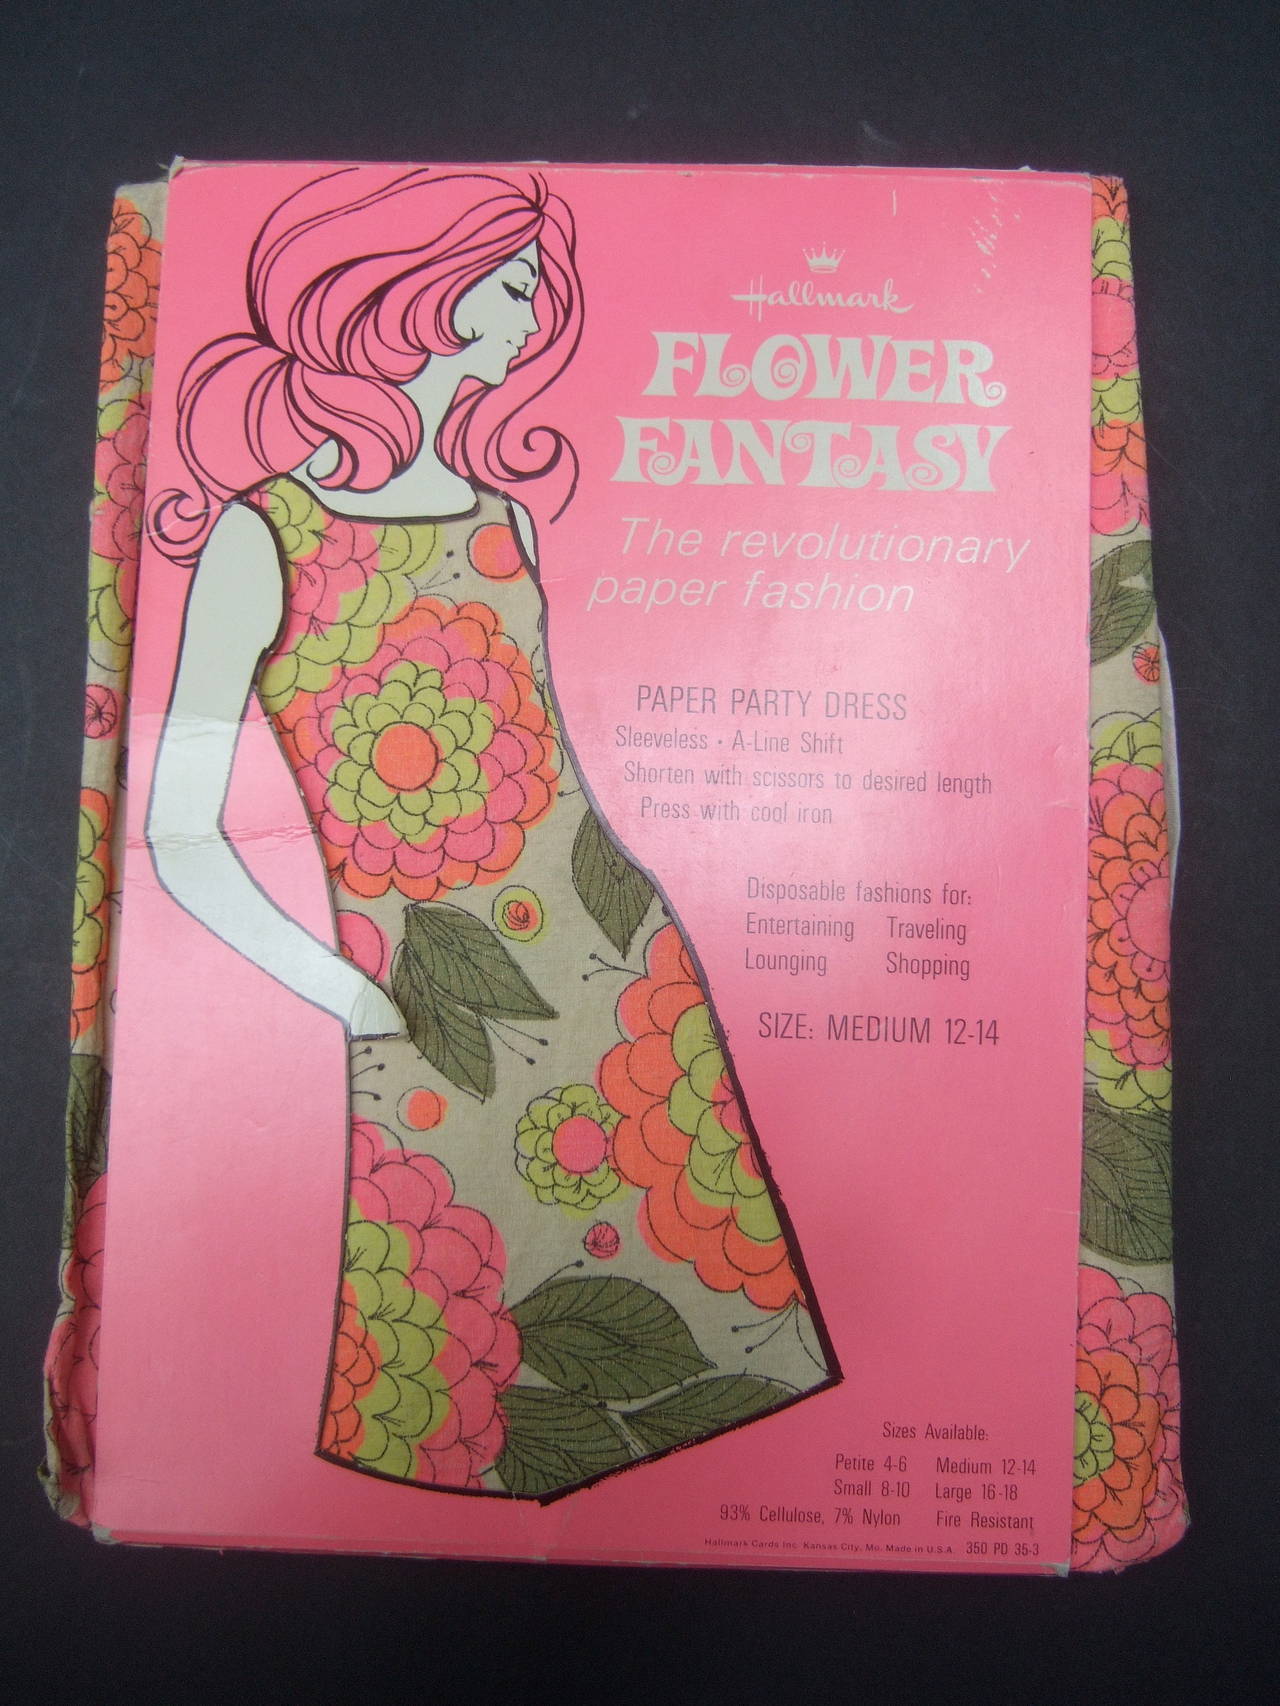 Hallmark
FLOWER
FANTASY
The revolutionary
paper fashion
PAPER PARTY DRESS
Sleeveless • A-Line Shift
Shorten with scissors to desired length
Press with cool iron
Disposable fashions for:
Entertaining Traveling
Lounging Shopping
SIZE: MEDIUM 12-14
Sizes Available:
Petite 4-6 Medium 12-14
Small 8-10 Large 16-18
93% Cellulose, 7% Nylon Fire Resistant
Hallmark Cards Inc. Kansas City, Mo. Made in U.S.A. 350 PD 35-3